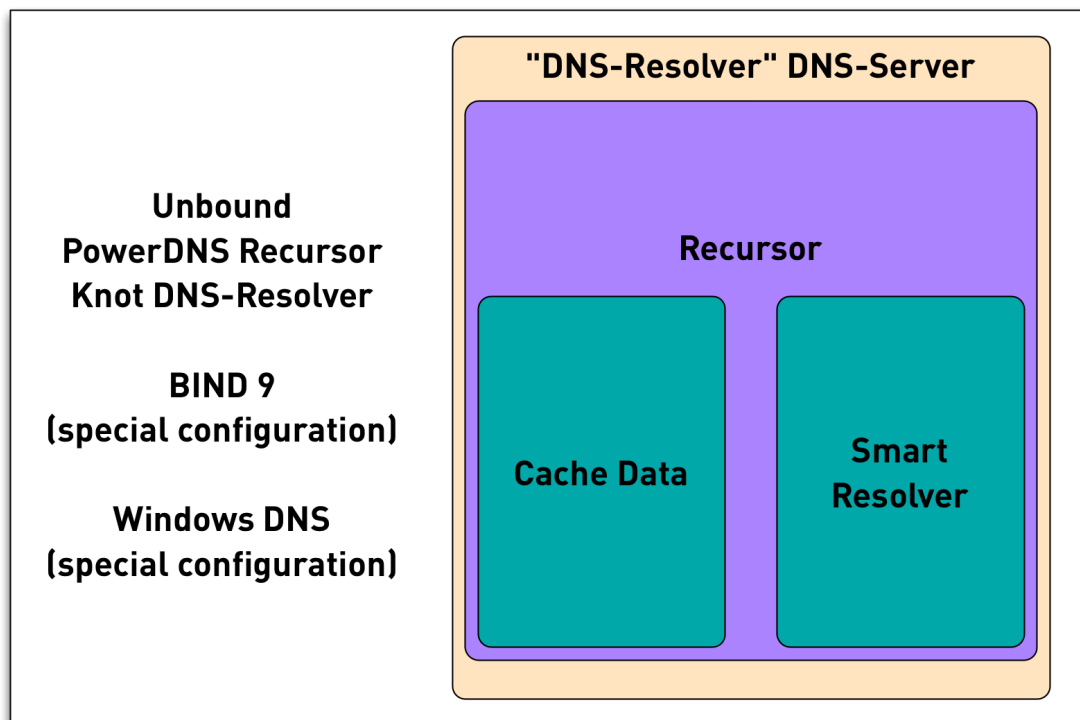 Unbound
PowerDNS Recursor
Knot DNS-Resolver
BIND 9
(special configuration)
Windows DNS
(special configuration)
"DNS-Resolver" DNS-Server
Recursor
Cache Data
Smart
Resolver